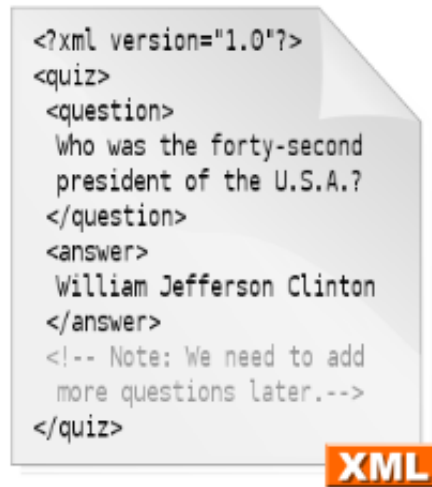 <?xml version="1.0"?>
<quiz>
<question>
Who was the forty-second
president of the U.S.A.?
</question>
<answer>
William Jefferson Clinton
</answer>
<!-- Note: We need to add
more questions later.-->
</quiz>
XML